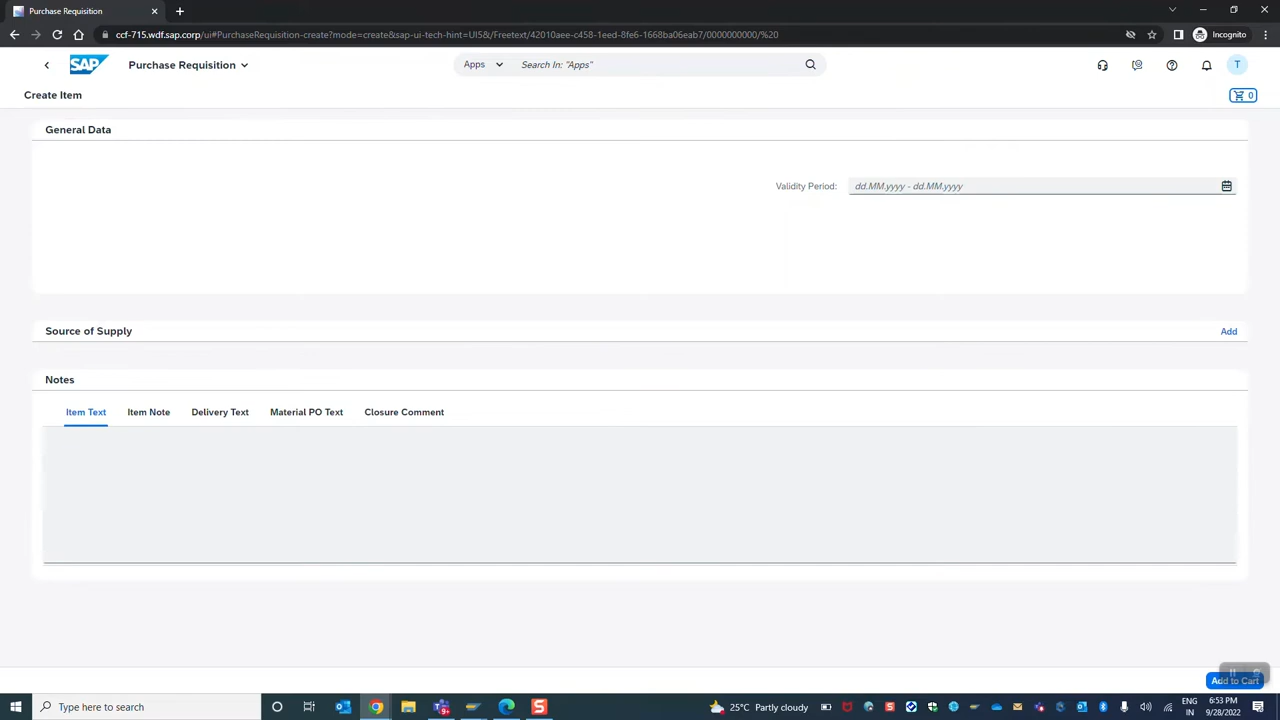 Purchase Requisition
ccf-715.wdf.sap.corp/ui#PurchaseRequisition-create?mode=create&sap-ui-tech-hint=UI5&/Freetext/42010aee-c458-1eed-8fe6-1668ba06eab7/0000000000/%20
Incognito
SAP
Purchase Requisition
Apps
Search In: "Apps"
T
Create Item
0
General Data
Validity Period:
dd.MM.yyyy - dd.MM.yyyy
Source of Supply
Add
Notes
Item Text
Item Note
Delivery Text
Material PO Text
Closure Comment
Add to Cart
Type here to search
25°C Partly cloudy
ENG
IN
6:53 PM
9/28/2022